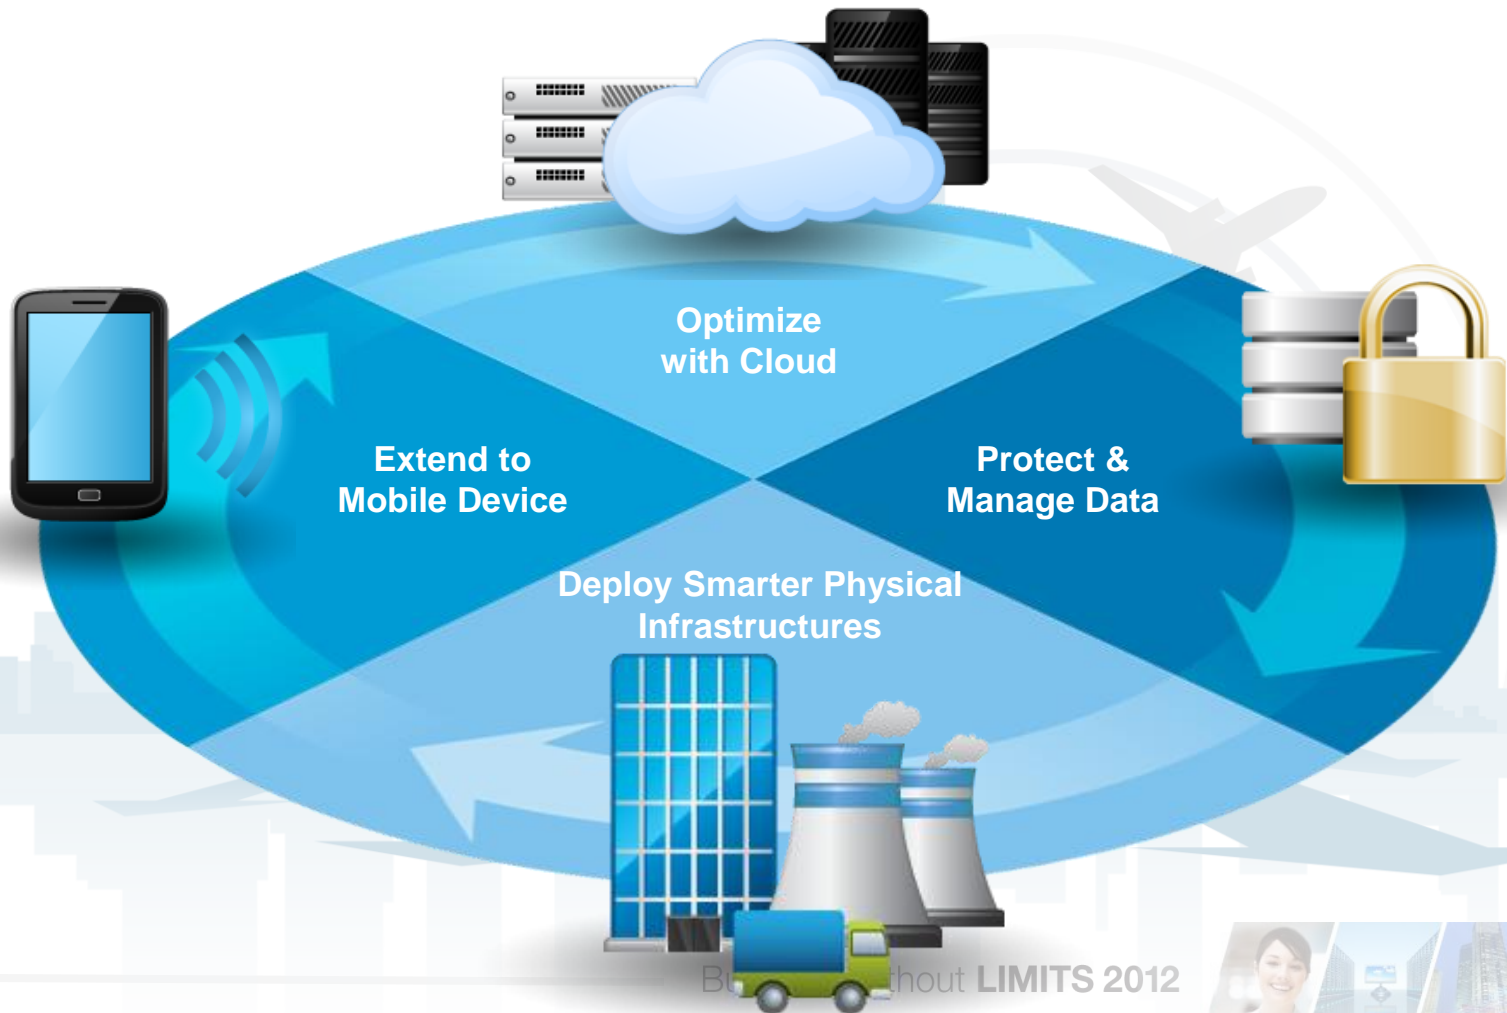 Optimize
with Cloud
Extend to
Mobile Device
Protect &
Manage Data
Deploy Smarter Physical
Infrastructures
LIMITS 2012